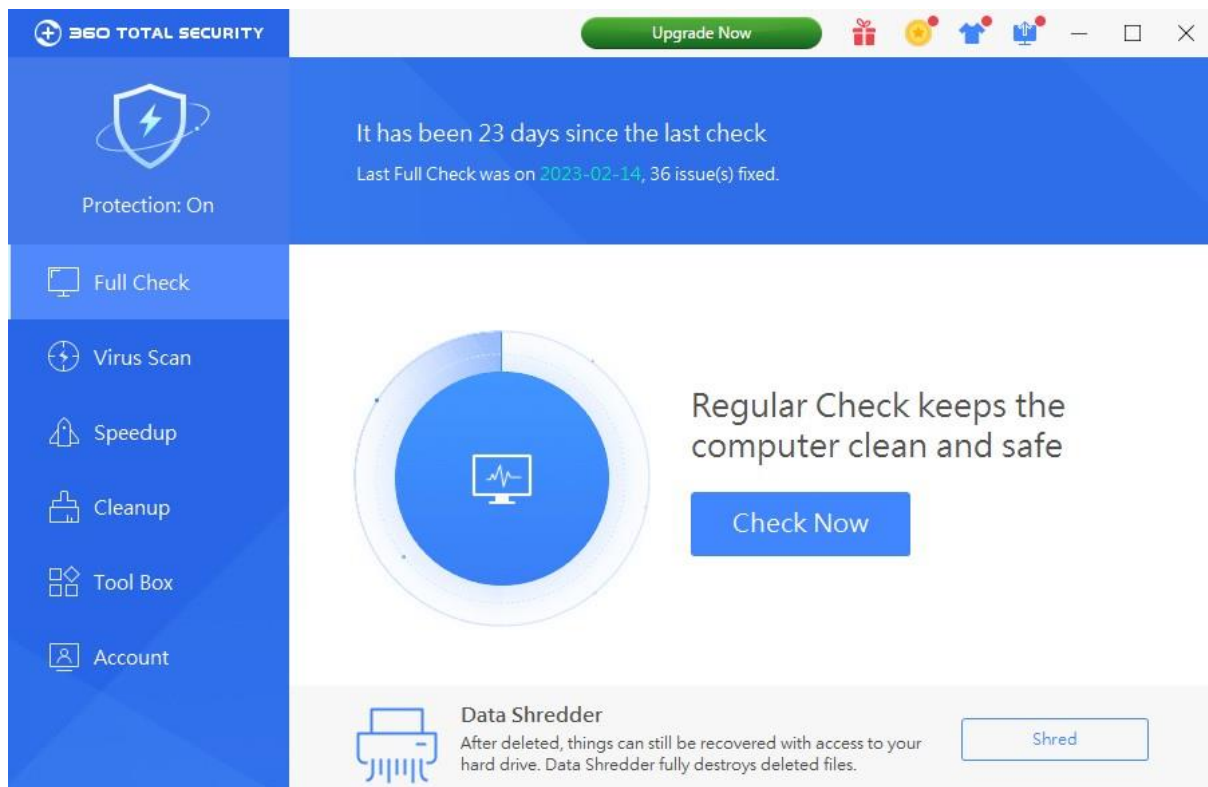 360 TOTAL SECURITY
Upgrade Now
Protection: On
It has been 23 days since the last check
Last Full Check was on 2023-02-14, 36 issue(s) fixed.
Full Check
Virus Scan
Speedup
Cleanup
Tool Box
Account
Regular Check keeps the
computer clean and safe
Check Now
Data Shredder
After deleted, things can still be recovered with access to your
hard drive. Data Shredder fully destroys deleted files.
Shred